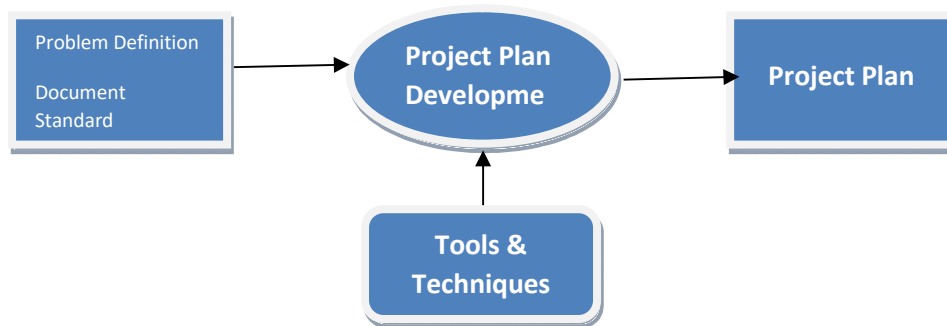 Problem Definition
Document
Standard
Project Plan
Developme
Project Plan
Tools &
Techniques